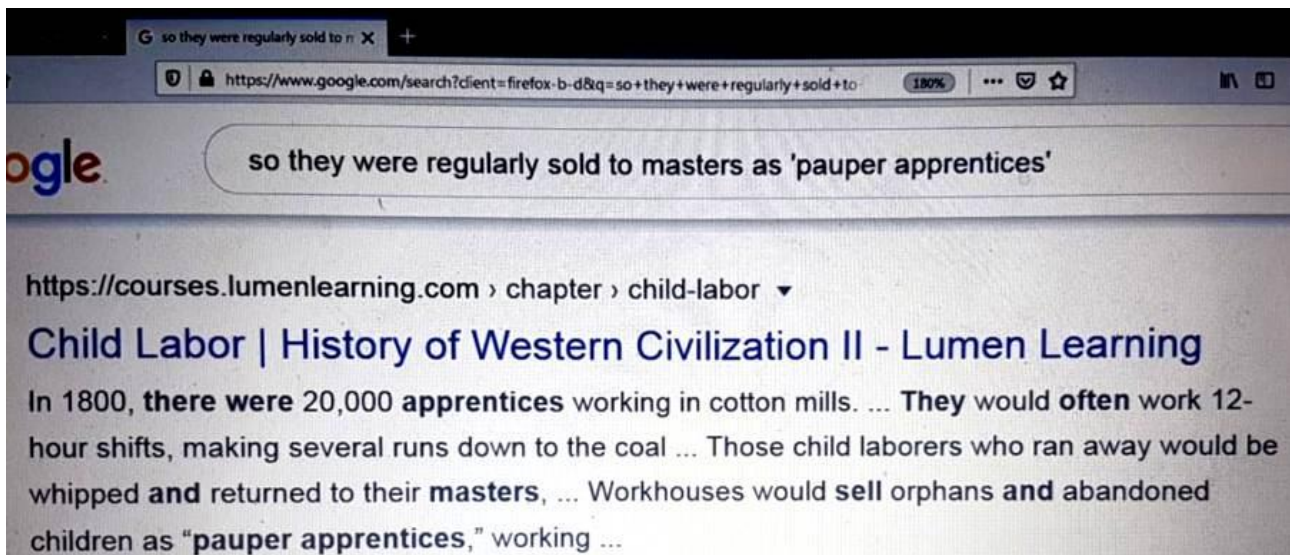 G so they were regularly sold to
https://www.google.com/search?client=firefox-b-d&q=so+they+were+regularly+sold+to
180%
ogle
so they were regularly sold to masters as 'pauper apprentices'
https://courses.lumenlearning.com › chapter › child-labor
Child Labor | History of Western Civilization II - Lumen Learning
In 1800, there were 20,000 apprentices working in cotton mills. ... They would often work 12-
hour shifts, making several runs down to the coal ... Those child laborers who ran away would be
whipped and returned to their masters, ... Workhouses would sell orphans and abandoned
children as “pauper apprentices,” working ...